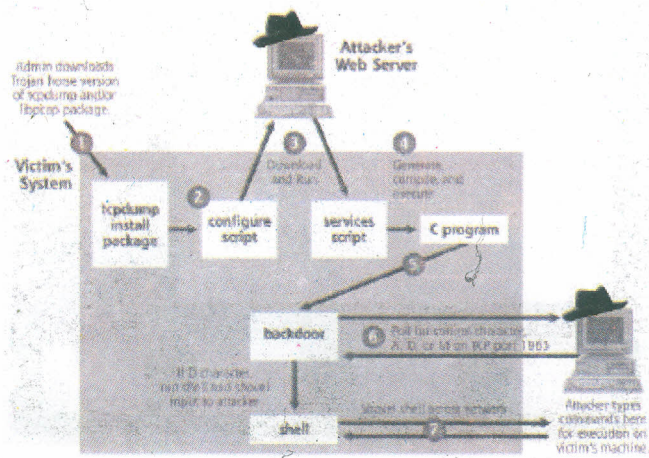 Attacker's
Web Server
Admin downloads
Trojan horse version
of tcpdump and/or
libpcap package.
1
Victim's
System
3
Download
and Run
4
Generate,
compile, and
execute
2
tcpdump
install
package
configure
script
services
script
C program
5
backdoor
6
Poll for control character,
X, D, or M on TCP port 1963
If D character,
run shell and shovel
input to attacker
shell
Shovel shell across network
7
Attacker types
commands here
for execution on
victim's machine.